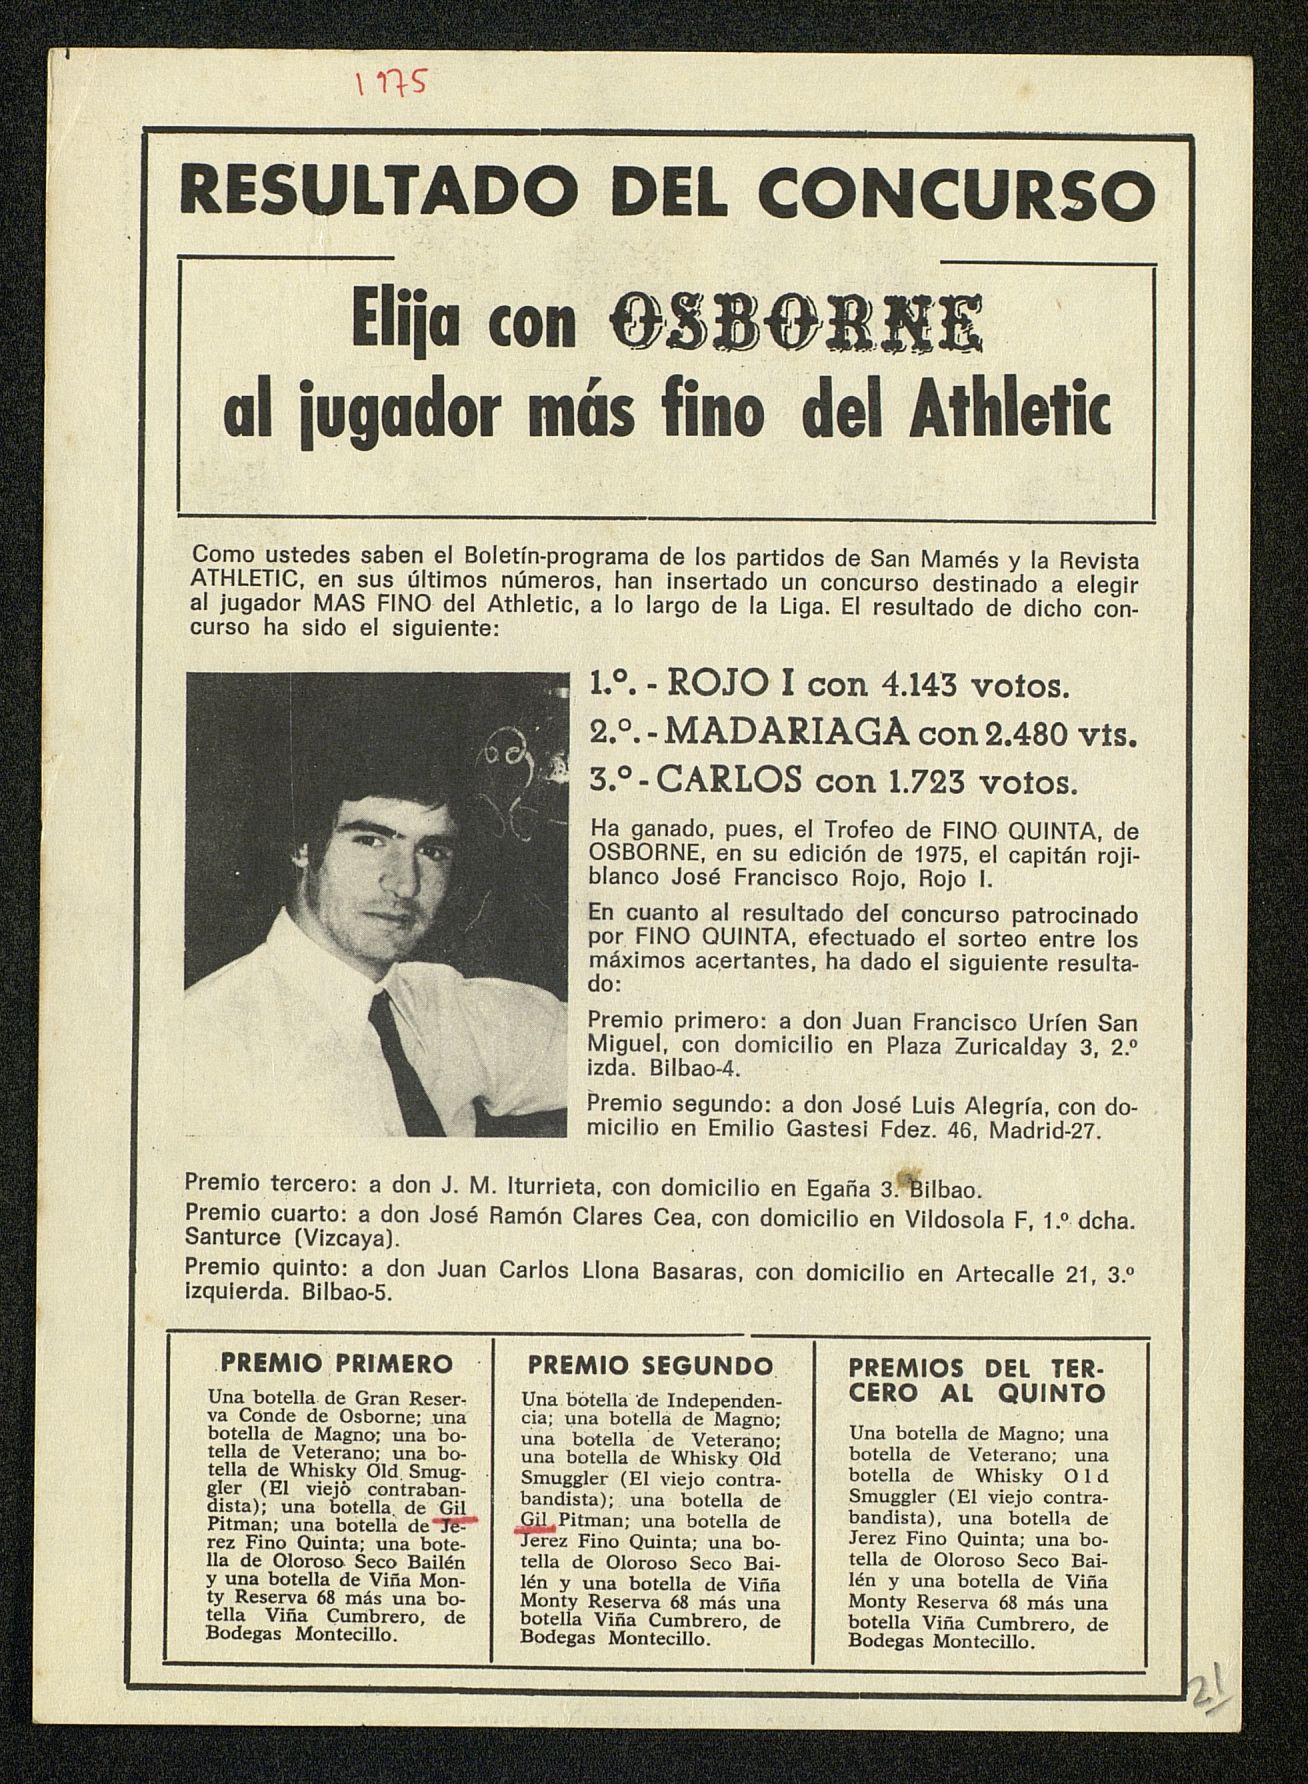 1975
RESULTADO DEL CONCURSO
Elija con OSBORNE
al jugador más fino del Athletic
Como ustedes saben el Boletín-programa de los partidos de San Mamés y la Revista
ATHLETIC, en sus últimos números, han insertado un concurso destinado a elegir
al jugador MAS FINO del Athletic, a lo largo de la Liga. El resultado de dicho con-
curso ha sido el siguiente:
1.º. - ROJO I con 4.143 votos.
2.º. - MADARIAGA con 2.480 vts.
3.º - CARLOS con 1.723 votos.
Ha ganado, pues, el Trofeo de FINO QUINTA, de
OSBORNE, en su edición de 1975, el capitán roji-
blanco José Francisco Rojo, Rojo I.
En cuanto al resultado del concurso patrocinado
por FINO QUINTA, efectuado el sorteo entre los
máximos acertantes, ha dado el siguiente resulta-
do:
Premio primero: a don Juan Francisco Uríen San
Miguel, con domicilio en Plaza Zuricalday 3, 2.º
izda. Bilbao-4.
Premio segundo: a don José Luis Alegría, con do-
micilio en Emilio Gastesi Fdez. 46, Madrid-27.
Premio tercero: a don J. M. Iturrieta, con domicilio en Egaña 3. Bilbao.
Premio cuarto: a don José Ramón Clares Cea, con domicilio en Vildosola F, 1.º dcha.
Santurce (Vizcaya).
Premio quinto: a don Juan Carlos Llona Basaras, con domicilio en Artecalle 21, 3.º
izquierda. Bilbao-5.
PREMIO PRIMERO
Una botella de Gran Reser-
va Conde de Osborne; una
botella de Magno; una bo-
tella de Veterano; una bo-
tella de Whisky Old Smug-
gler (El viejo contraban-
dista); una botella de Gil
Pitman; una botella de Je-
rez Fino Quinta; una bote-
lla de Oloroso Seco Bailén
y una botella de Viña Mon-
ty Reserva 68 más una bo-
tella Viña Cumbrero, de
Bodegas Montecillo.
PREMIO SEGUNDO
Una botella de Independen-
cia; una botella de Magno;
una botella de Veterano;
una botella de Whisky Old
Smuggler (El viejo contra-
bandista); una botella de
Gil Pitman; una botella de
Jerez Fino Quinta; una bo-
tella de Oloroso Seco Bai-
lén y una botella de Viña
Monty Reserva 68 más una
botella Viña Cumbrero, de
Bodegas Montecillo.
PREMIOS DEL TER-
CERO AL QUINTO
Una botella de Magno; una
botella de Veterano; una
botella de Whisky Old
Smuggler (El viejo contra-
bandista), una botella de
Jerez Fino Quinta; una bo-
tella de Oloroso Seco Bai-
lén y una botella de Viña
Monty Reserva 68 más una
botella Viña Cumbrero, de
Bodegas Montecillo.
21